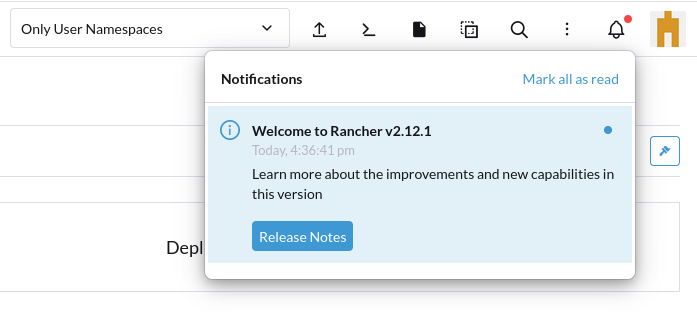 Only User Namespaces
Notifications
Mark all as read
Welcome to Rancher v2.12.1
Today, 4:36:41 pm
Learn more about the improvements and new capabilities in
this version
Release Notes
Depl